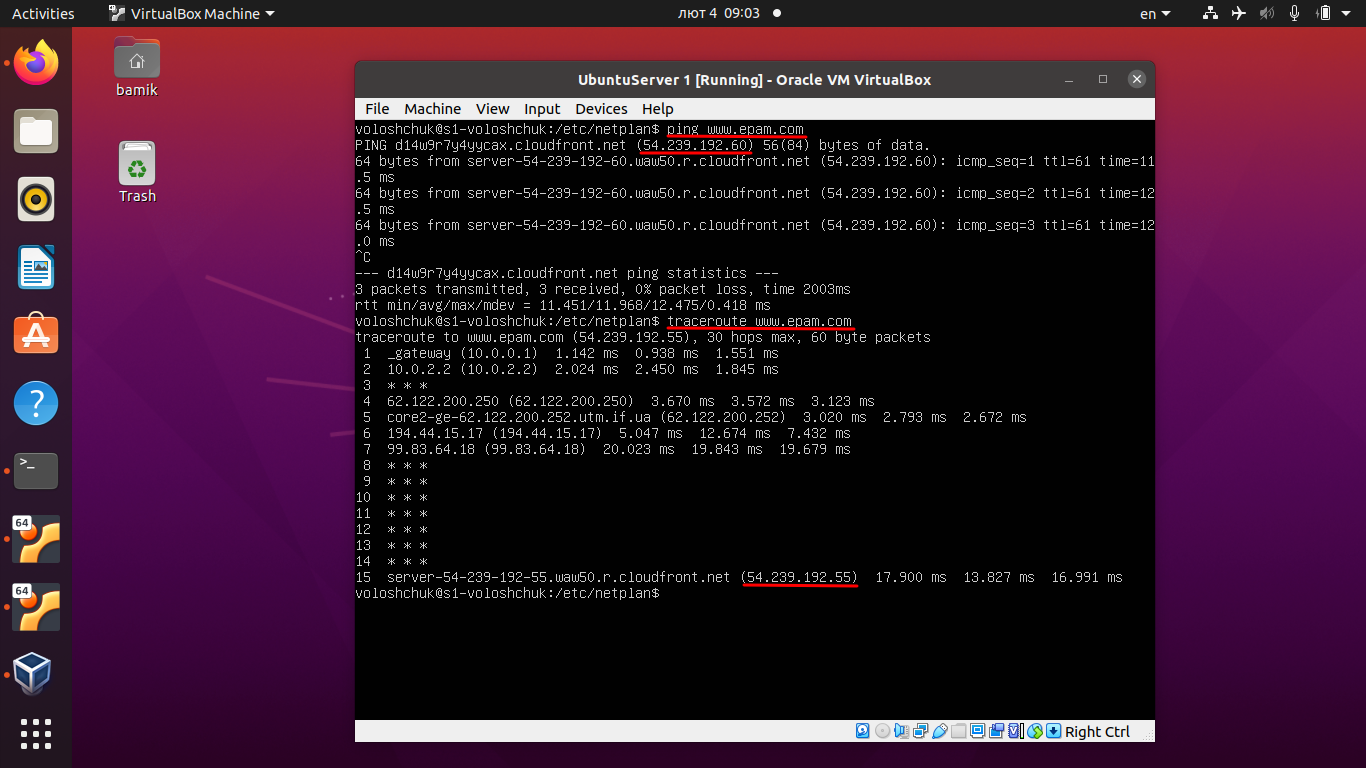 Activities
VirtualBox Machine
лют 4 09:03
en
bamik
Trash
64
64
>_
?
UbuntuServer 1 [Running] - Oracle VM VirtualBox
File Machine View Input Devices Help
voloshchuk@s1-voloshchuk:/etc/netplan$ ping www.epam.com
PING d14w9r7y4yycax.cloudfront.net (54.239.192.60) 56(84) bytes of data.
64 bytes from server-54-239-192-60.waw50.r.cloudfront.net (54.239.192.60): icmp_seq=1 ttl=61 time=11
.5 ms
64 bytes from server-54-239-192-60.waw50.r.cloudfront.net (54.239.192.60): icmp_seq=2 ttl=61 time=12
.5 ms
64 bytes from server-54-239-192-60.waw50.r.cloudfront.net (54.239.192.60): icmp_seq=3 ttl=61 time=12
.0 ms
^C
--- d14w9r7y4yycax.cloudfront.net ping statistics ---
3 packets transmitted, 3 received, 0% packet loss, time 2003ms
rtt min/avg/max/mdev = 11.451/11.968/12.475/0.418 ms
voloshchuk@s1-voloshchuk:/etc/netplan$ traceroute www.epam.com
traceroute to www.epam.com (54.239.192.55), 30 hops max, 60 byte packets
1 _gateway (10.0.0.1) 1.142 ms 0.938 ms 1.551 ms
2 10.0.2.2 (10.0.2.2) 2.024 ms 2.450 ms 1.845 ms
3 * * *
4 62.122.200.250 (62.122.200.250) 3.670 ms 3.572 ms 3.123 ms
5 core2-ge-62.122.200.252.utm.if.ua (62.122.200.252) 3.020 ms 2.793 ms 2.672 ms
6 194.44.15.17 (194.44.15.17) 5.047 ms 12.674 ms 7.432 ms
7 99.83.64.18 (99.83.64.18) 20.023 ms 19.843 ms 19.679 ms
8 * * *
9 * * *
10 * * *
11 * * *
12 * * *
13 * * *
14 * * *
15 server-54-239-192-55.waw50.r.cloudfront.net (54.239.192.55) 17.900 ms 13.827 ms 16.991 ms
voloshchuk@s1-voloshchuk:/etc/netplan$
Right Ctrl